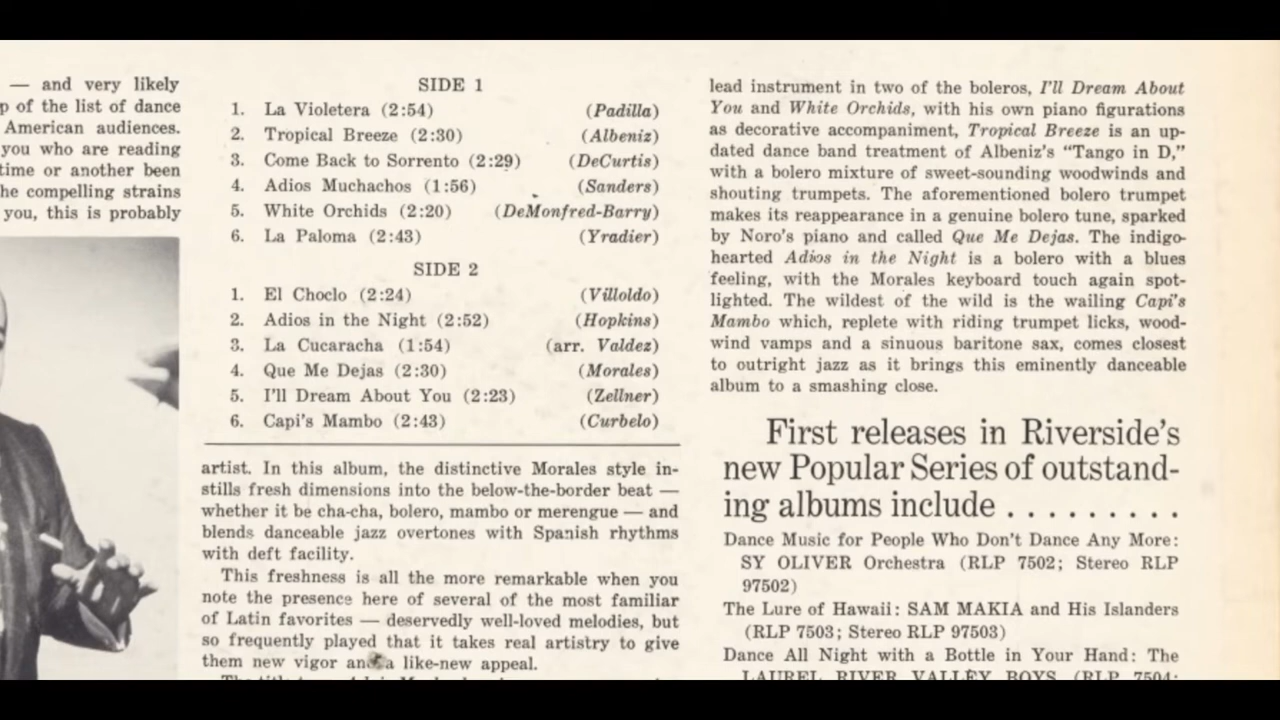 — and very likely
p of the list of dance
American audiences.
you who are reading
time or another been
he compelling strains
you, this is probably
SIDE 1
1. La Violetera (2:54) (Padilla)
2. Tropical Breeze (2:30) (Albeniz)
3. Come Back to Sorrento (2:29) (DeCurtis)
4. Adios Muchachos (1:56) (Sanders)
5. White Orchids (2:20) (DeMonfred-Barry)
6. La Paloma (2:43) (Yradier)
SIDE 2
1. El Choclo (2:24) (Villoldo)
2. Adios in the Night (2:52) (Hopkins)
3. La Cucaracha (1:54) (arr. Valdez)
4. Que Me Dejas (2:30) (Morales)
5. I'll Dream About You (2:23) (Zellner)
6. Capi's Mambo (2:43) (Curbelo)
artist. In this album, the distinctive Morales style in-
stills fresh dimensions into the below-the-border beat —
whether it be cha-cha, bolero, mambo or merengue — and
blends danceable jazz overtones with Spanish rhythms
with deft facility.
This freshness is all the more remarkable when you
note the presence here of several of the most familiar
of Latin favorites — deservedly well-loved melodies, but
so frequently played that it takes real artistry to give
them new vigor and a like-new appeal.
lead instrument in two of the boleros, I'll Dream About
You and White Orchids, with his own piano figurations
as decorative accompaniment, Tropical Breeze is an up-
dated dance band treatment of Albeniz's “Tango in D,”
with a bolero mixture of sweet-sounding woodwinds and
shouting trumpets. The aforementioned bolero trumpet
makes its reappearance in a genuine bolero tune, sparked
by Noro's piano and called Que Me Dejas. The indigo-
hearted Adios in the Night is a bolero with a blues
feeling, with the Morales keyboard touch again spot-
lighted. The wildest of the wild is the wailing Capi's
Mambo which, replete with riding trumpet licks, wood-
wind vamps and a sinuous baritone sax, comes closest
to outright jazz as it brings this eminently danceable
album to a smashing close.
First releases in Riverside's
new Popular Series of outstand-
ing albums include . . . . . . . . .
Dance Music for People Who Don't Dance Any More:
SY OLIVER Orchestra (RLP 7502; Stereo RLP
97502)
The Lure of Hawaii: SAM MAKIA and His Islanders
(RLP 7503; Stereo RLP 97503)
Dance All Night with a Bottle in Your Hand: The
LAUREL RIVER VALLEY BOYS (RLP 7504;